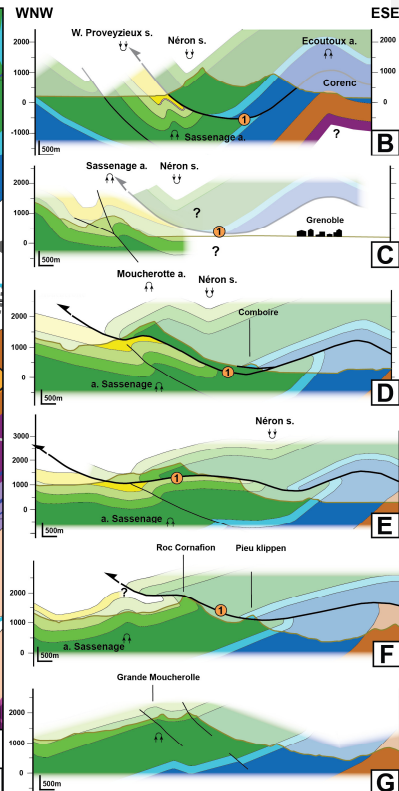 WNW ESE
W. Proveyzieux s. Néron s. Ecoutoux a.
2000 2000
1000 Corenc 1000
0 0
-1000 1 ?
Sassenage a.
500m B
Sassenage a. Néron s.
2000
1000 ? Grenoble
0 1
?
500m C
Moucherotte a.
Néron s.
Comboire
2000
1000
0 1
a. Sassenage
500m D
Néron s.
3000
2000
1000 1
0
a. Sassenage
500m E
Roc Cornafion Pieu klippen
?
2000
1000 1
0
a. Sassenage
500m F
Grande Moucherolle
2000
1000
0
500m G